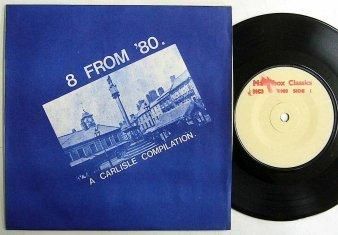 8 FROM '80.
A CARLISLE COMPILATION.
Classics
SIDE 1